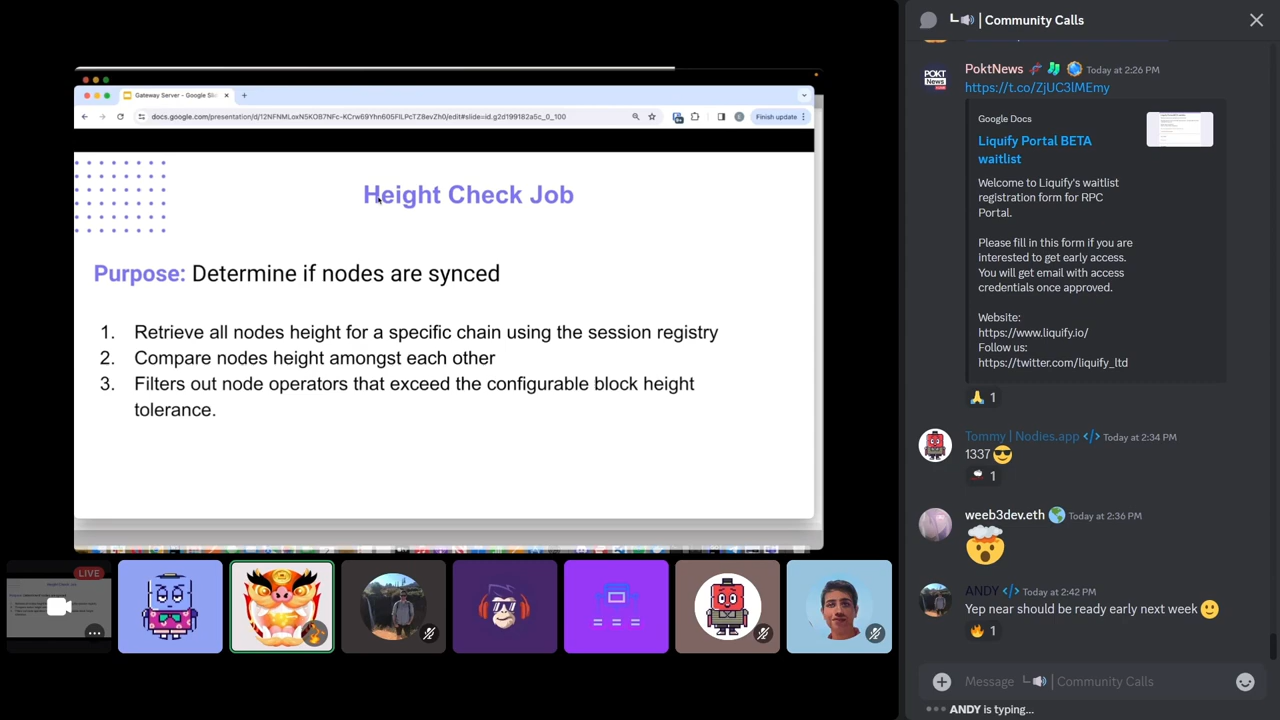 Gateway Server - Google Sli
docs.google.com/presentation/d/12NFNMLoxN5KOB7NFc-KCrw69Yhn605FILPcTZ8evZh0/edit#slide=id.g2d199182a5c_0_100
Finish update
Height Check Job
Purpose: Determine if nodes are synced
1. Retrieve all nodes height for a specific chain using the session registry
2. Compare nodes height amongst each other
3. Filters out node operators that exceed the configurable block height
tolerance.
LIVE
Height Check Job
Community Calls
POKT
News
PoktNews Today at 2:26 PM
https://t.co/ZjUC3lMEmy
Google Docs
Liquify Portal BETA
waitlist
Welcome to Liquify's waitlist
registration form for RPC
Portal.
Please fill in this form if you are
interested to get early access.
You will get email with access
credentials once approved.
Website:
https://www.liquify.io/
Follow us:
https://twitter.com/liquify_ltd
1
Tommy | Nodies.app Today at 2:34 PM
1337
1
weeb3dev.eth Today at 2:36 PM
ANDY Today at 2:42 PM
Yep near should be ready early next week
1
Message Community Calls
ANDY is typing...